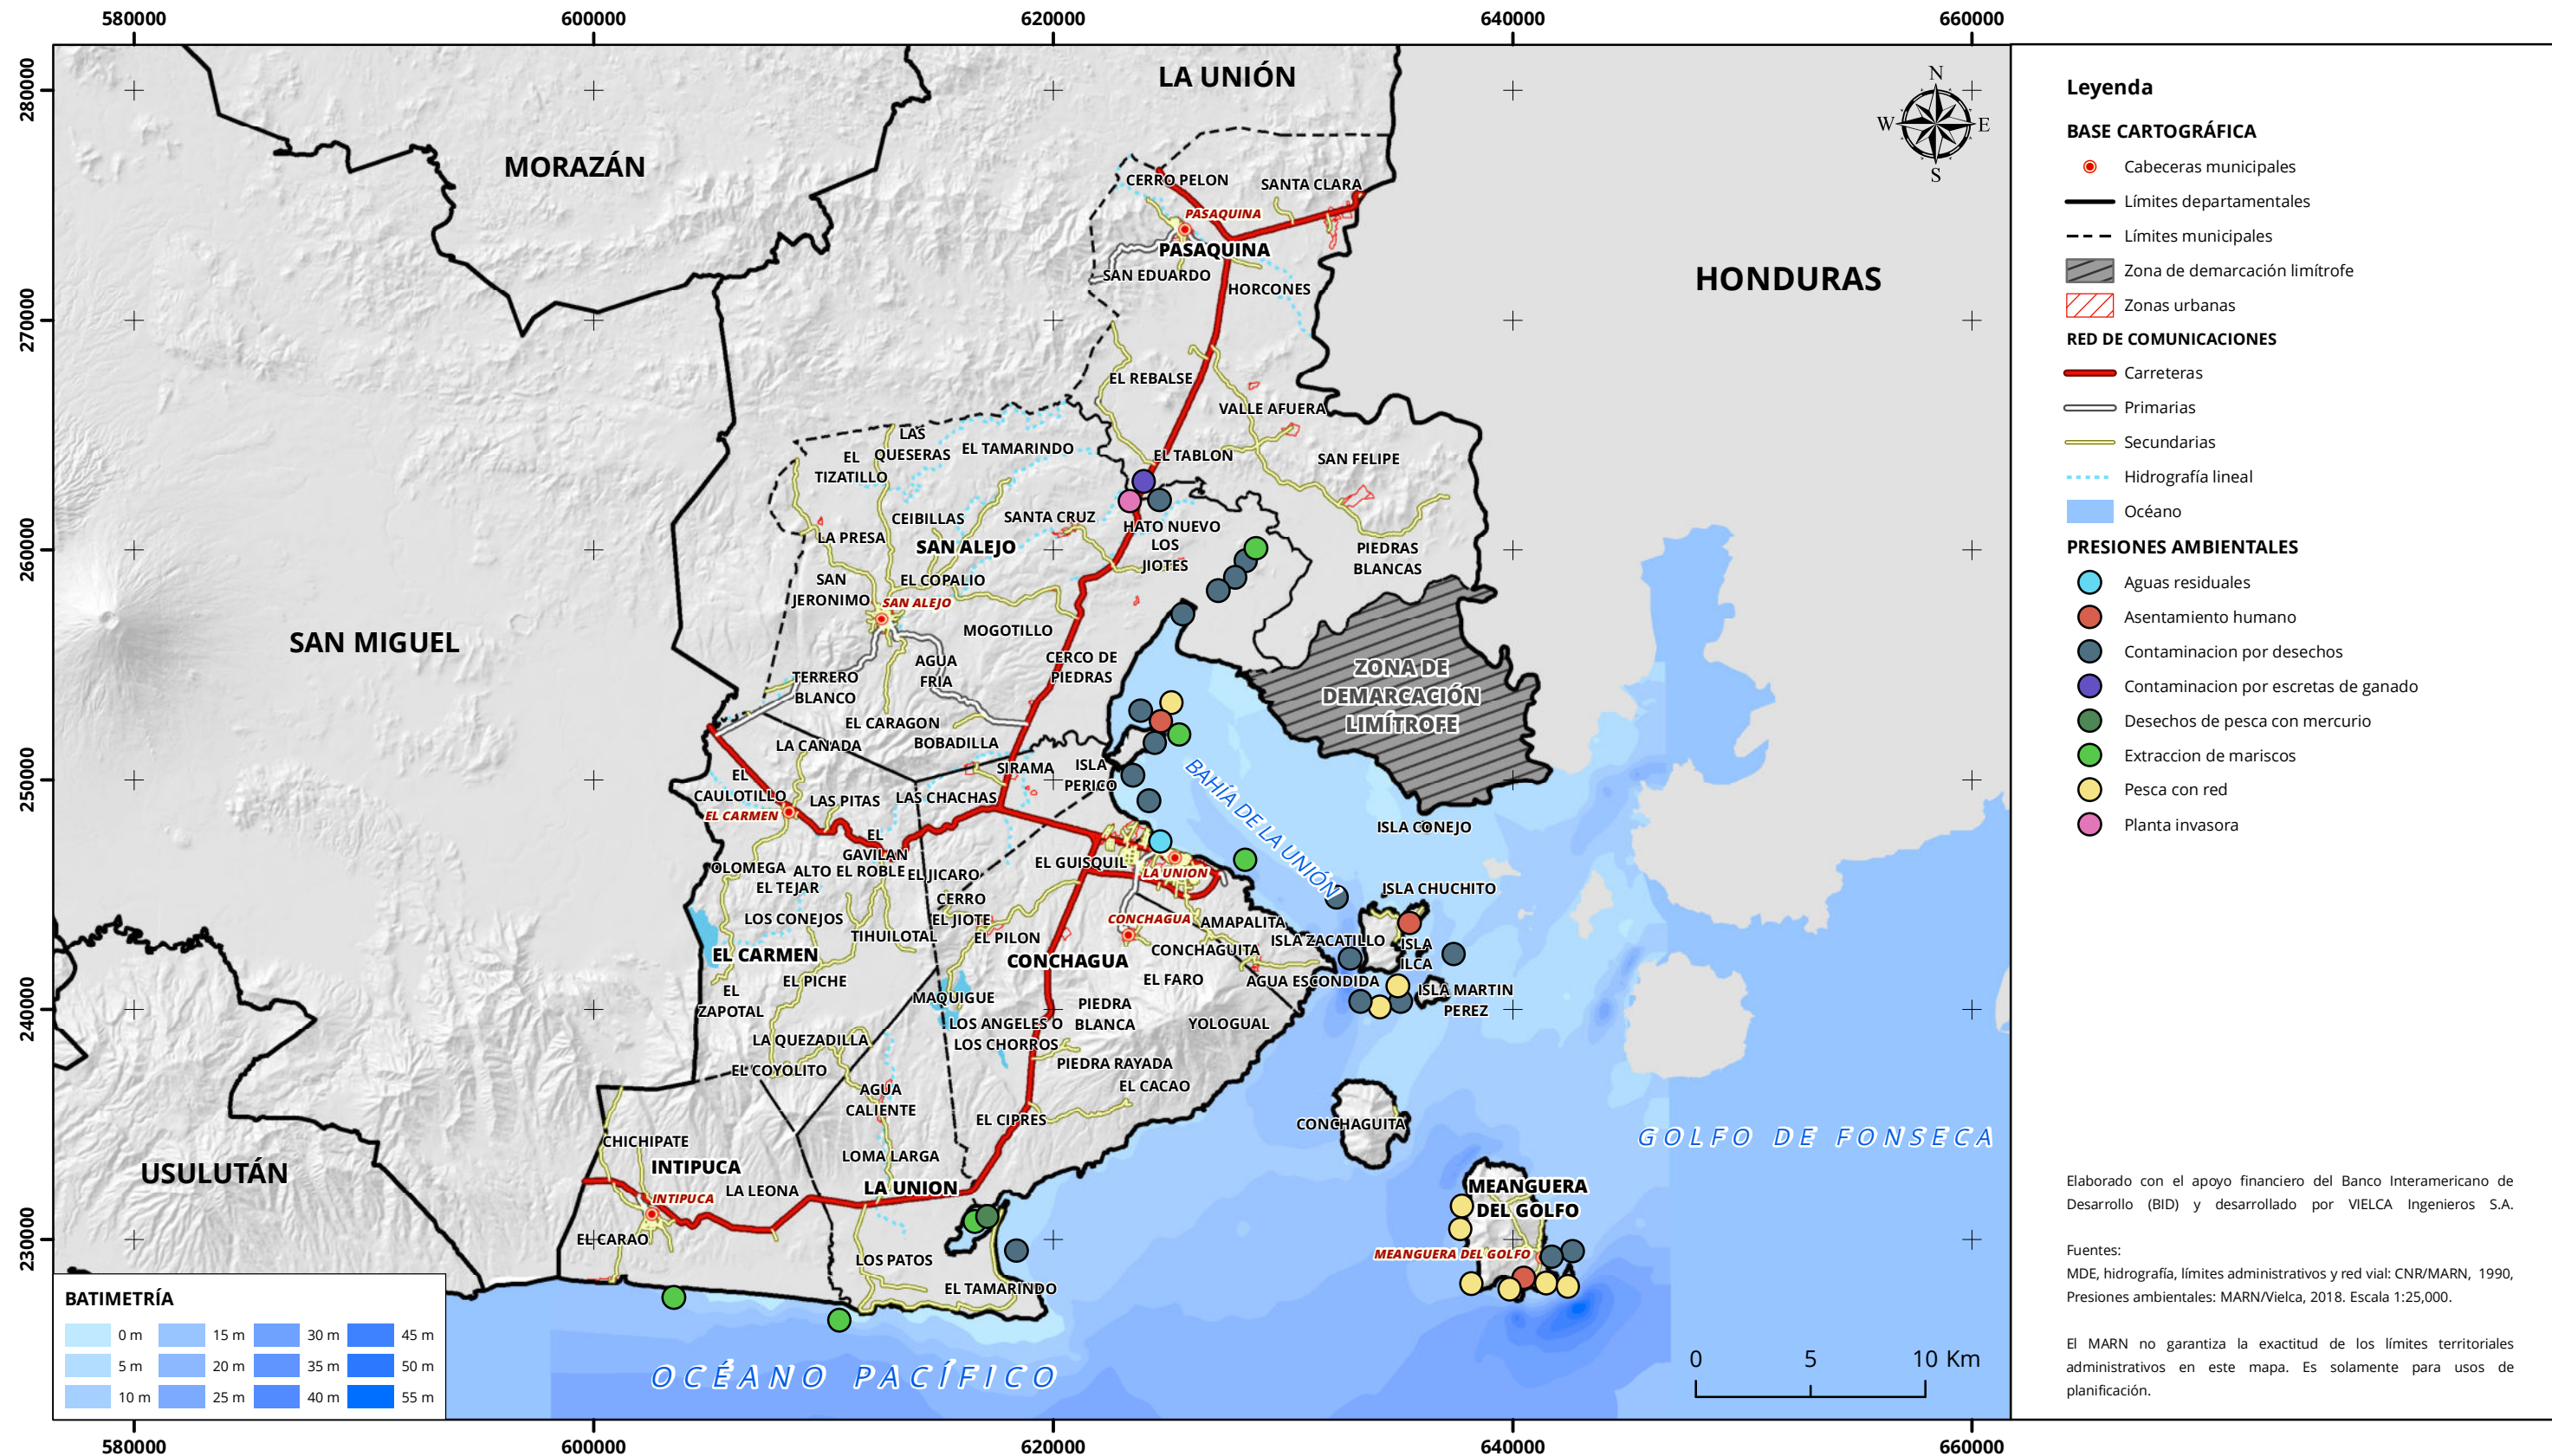 580000
600000
620000
640000
660000
280000
270000
260000
250000
240000
230000
LA UNIÓN
MORAZÁN
HONDURAS
SAN MIGUEL
USULUTÁN
N
W
E
S
CERRO PELON
SANTA CLARA
PASAQUINA
PASAQUINA
SAN EDUARDO
HORCONES
EL REBALSE
VALLE AFUERA
LAS
QUESERAS
EL TAMARINDO
EL
TIZATILLO
EL TABLON
SAN FELIPE
CEIBILLAS
SANTA CRUZ
HATO NUEVO
LA PRESA
SAN ALEJO
LOS
JIOTES
PIEDRAS
BLANCAS
SAN
JERONIMO
EL COPALIO
SAN ALEJO
MOGOTILLO
AGUA
FRIA
CERCO DE
PIEDRAS
TERRERO
BLANCO
ZONA DE
DEMARCACIÓN
LIMÍTROFE
EL CARAGON
LA CAÑADA
BOBADILLA
SIRAMA
ISLA
PERICO
BAHÍA DE LA UNIÓN
EL
CAULOTILLO
LAS PITAS
LAS CHACHAS
EL CARMEN
ISLA CONEJO
EL
GAVILAN
OLOMEGA
ALTO EL ROBLE
EL JICARO
EL GUISQUIL
LA UNION
EL TEJAR
CERRO
EL JIOTE
ISLA CHUCHITO
LOS CONEJOS
CONCHAGUA
AMAPALITA
TIHUILOTAL
EL PILON
CONCHAGUITA
ISLA ZACATILLO
ISLA
ILCA
EL CARMEN
CONCHAGUA
EL PICHE
EL FARO
AGUA ESCONDIDA
EL
ZAPOTAL
MAQUIGUE
PIEDRA
BLANCA
ISLA MARTIN
PEREZ
LOS ANGELES O
LOS CHORROS
YOLOGUAL
LA QUEZADILLA
PIEDRA RAYADA
EL COYOLITO
EL CACAO
AGUA
CALIENTE
EL CIPRES
CONCHAGUITA
CHICHIPATE
LOMA LARGA
GOLFO DE FONSECA
INTIPUCA
LA LEONA
LA UNION
INTIPUCA
MEANGUERA
DEL GOLFO
EL CARAO
MEANGUERA DEL GOLFO
LOS PATOS
EL TAMARINDO
OCÉANO PACÍFICO
BATIMETRÍA
0 m
15 m
30 m
45 m
5 m
20 m
35 m
50 m
10 m
25 m
40 m
55 m
0
5
10 Km
580000
600000
620000
640000
660000
Leyenda
BASE CARTOGRÁFICA
Cabeceras municipales
Límites departamentales
Límites municipales
Zona de demarcación limítrofe
Zonas urbanas
RED DE COMUNICACIONES
Carreteras
Primarias
Secundarias
Hidrografía lineal
Océano
PRESIONES AMBIENTALES
Aguas residuales
Asentamiento humano
Contaminacion por desechos
Contaminacion por escretas de ganado
Desechos de pesca con mercurio
Extraccion de mariscos
Pesca con red
Planta invasora
Elaborado con el apoyo financiero del Banco Interamericano de
Desarrollo (BID) y desarrollado por VIELCA Ingenieros S.A.
Fuentes:
MDE, hidrografía, límites administrativos y red vial: CNR/MARN, 1990,
Presiones ambientales: MARN/Vielca, 2018. Escala 1:25,000.
El MARN no garantiza la exactitud de los límites territoriales
administrativos en este mapa. Es solamente para usos de
planificación.